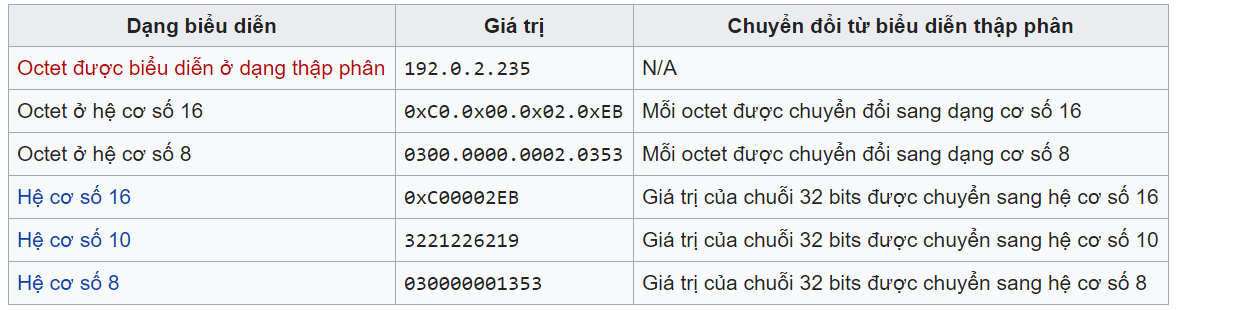 Dạng biểu diễn Giá trị Chuyển đổi từ biểu diễn thập phân
Octet được biểu diễn ở dạng thập phân 192.0.2.235 N/A
Octet ở hệ cơ số 16 0xC0.0x00.0x02.0xEB Mỗi octet được chuyển đổi sang dạng cơ số 16
Octet ở hệ cơ số 8 0300.0000.0002.0353 Mỗi octet được chuyển đổi sang dạng cơ số 8
Hệ cơ số 16 0xC00002EB Giá trị của chuỗi 32 bits được chuyển sang hệ cơ số 16
Hệ cơ số 10 3221226219 Giá trị của chuỗi 32 bits được chuyển sang hệ cơ số 10
Hệ cơ số 8 030000001353 Giá trị của chuỗi 32 bits được chuyển sang hệ cơ số 8